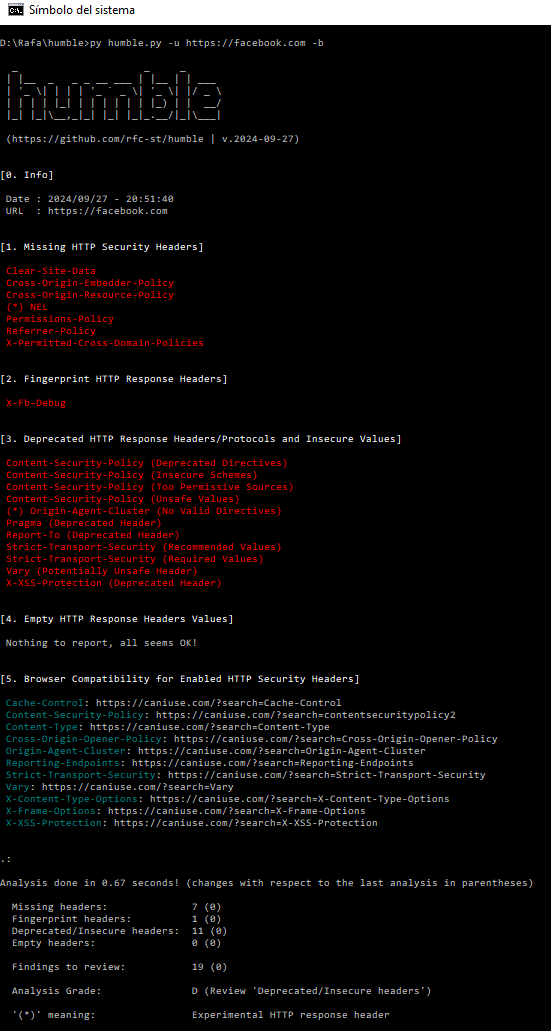 Símbolo del sistema
D:\Rafa\humble>py humble.py -u https://facebook.com -b
humble
(https://github.com/rfc-st/humble | v.2024-09-27)
[0. Info]
Date : 2024/09/27 - 20:51:40
URL  : https://facebook.com
[1. Missing HTTP Security Headers]
Clear-Site-Data
Cross-Origin-Embedder-Policy
Cross-Origin-Resource-Policy
(*) NEL
Permissions-Policy
Referrer-Policy
X-Permitted-Cross-Domain-Policies
[2. Fingerprint HTTP Response Headers]
X-Fb-Debug
[3. Deprecated HTTP Response Headers/Protocols and Insecure Values]
Content-Security-Policy (Deprecated Directives)
Content-Security-Policy (Insecure Schemes)
Content-Security-Policy (Too Permissive Sources)
Content-Security-Policy (Unsafe Values)
(*) Origin-Agent-Cluster (No Valid Directives)
Pragma (Deprecated Header)
Report-To (Deprecated Header)
Strict-Transport-Security (Recommended Values)
Strict-Transport-Security (Required Values)
Vary (Potentially Unsafe Header)
X-XSS-Protection (Deprecated Header)
[4. Empty HTTP Response Headers Values]
Nothing to report, all seems OK!
[5. Browser Compatibility for Enabled HTTP Security Headers]
Cache-Control: https://caniuse.com/?search=Cache-Control
Content-Security-Policy: https://caniuse.com/?search=contentsecuritypolicy2
Content-Type: https://caniuse.com/?search=Content-Type
Cross-Origin-Opener-Policy: https://caniuse.com/?search=Cross-Origin-Opener-Policy
Origin-Agent-Cluster: https://caniuse.com/?search=Origin-Agent-Cluster
Reporting-Endpoints: https://caniuse.com/?search=Reporting-Endpoints
Strict-Transport-Security: https://caniuse.com/?search=Strict-Transport-Security
Vary: https://caniuse.com/?search=Vary
X-Content-Type-Options: https://caniuse.com/?search=X-Content-Type-Options
X-Frame-Options: https://caniuse.com/?search=X-Frame-Options
X-XSS-Protection: https://caniuse.com/?search=X-XSS-Protection
.:
Analysis done in 0.67 seconds! (changes with respect to the last analysis in parentheses)
Missing headers: 7 (0)
Fingerprint headers: 1 (0)
Deprecated/Insecure headers: 11 (0)
Empty headers: 0 (0)
Findings to review: 19 (0)
Analysis Grade: D (Review 'Deprecated/Insecure headers')
'(*)' meaning: Experimental HTTP response header